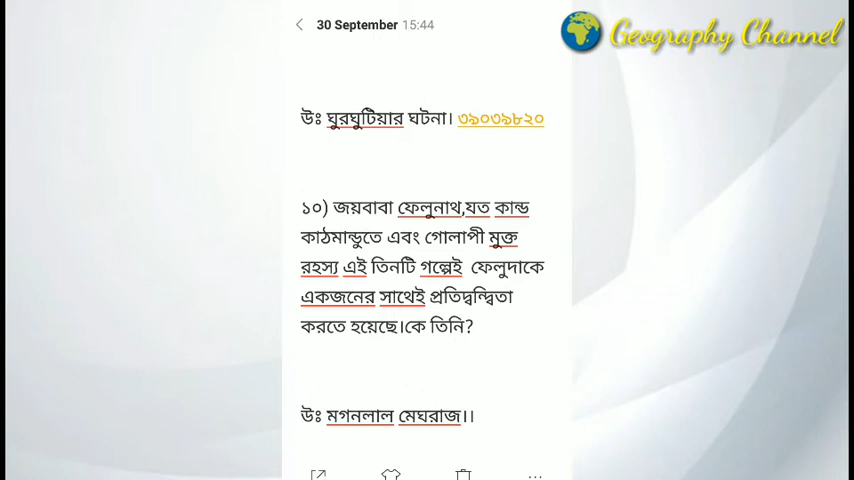 30 September 15:44
Geography Channel
উঃ ঘুরঘুটিয়ার ঘটনা। ৩৯০৩৯৮২০
১০) জয়বাবা ফেলুনাথ,যত কান্ড
কাঠমান্ডুতে এবং গোলাপী মুক্ত
রহস্য এই তিনটি গল্পেই ফেলুদাকে
একজনের সাথেই প্রতিদ্বন্দ্বিতা
করতে হয়েছে।কে তিনি?
উঃ মগনলাল মেঘরাজ।।